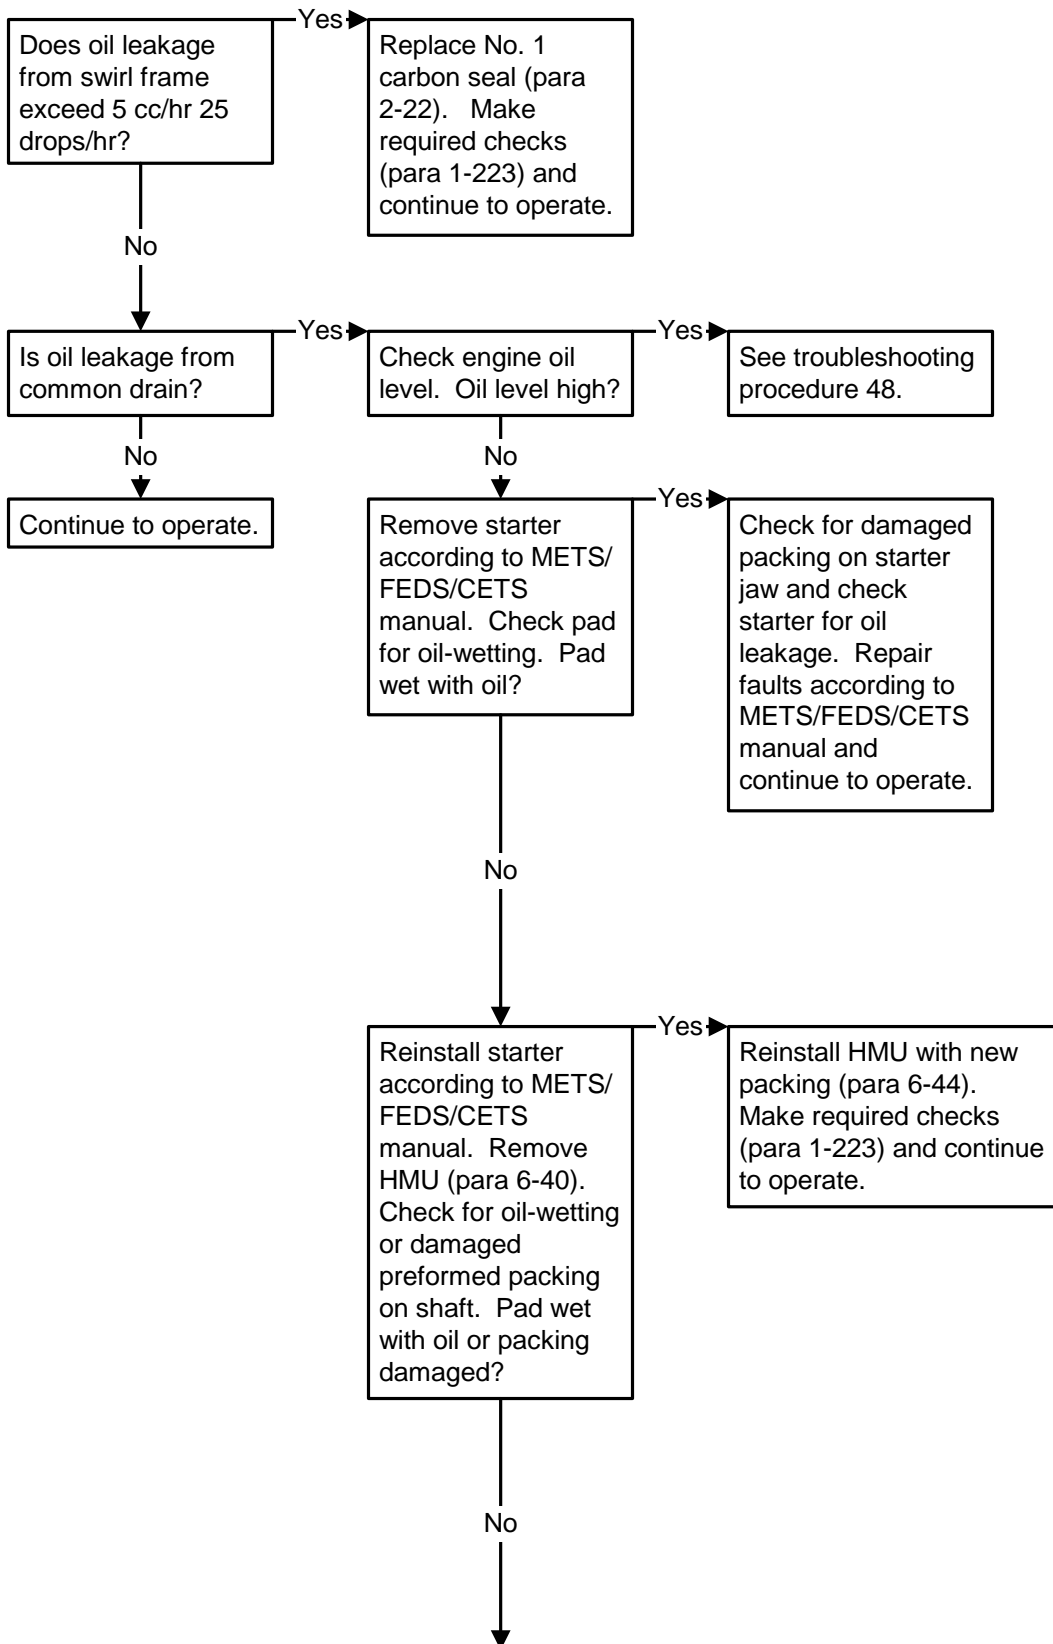 Yes
Does oil leakage
from swirl frame
exceed 5 cc/hr 25
drops/hr?
Replace No. 1
carbon seal (para
2-22).   Make
required checks
(para 1-223) and
continue to operate.
No
Yes
Yes
Is oil leakage from
common drain?
Check engine oil
level.  Oil level high?
See troubleshooting
procedure 48.
No
No
Continue to operate.
Yes
Remove starter
according to METS/
FEDS/CETS
manual.  Check pad
for oil-wetting.  Pad
wet with oil?
Check for damaged
packing on starter
jaw and check
starter for oil
leakage.  Repair
faults according to
METS/FEDS/CETS
manual and
continue to operate.
No
Yes
Reinstall starter
according to METS/
FEDS/CETS
manual.  Remove
HMU (para 6-40).
Check for oil-wetting
or damaged
preformed packing
on shaft.  Pad wet
with oil or packing
damaged?
Reinstall HMU with new
packing (para 6-44).
Make required checks
(para 1-223) and continue
to operate.
No